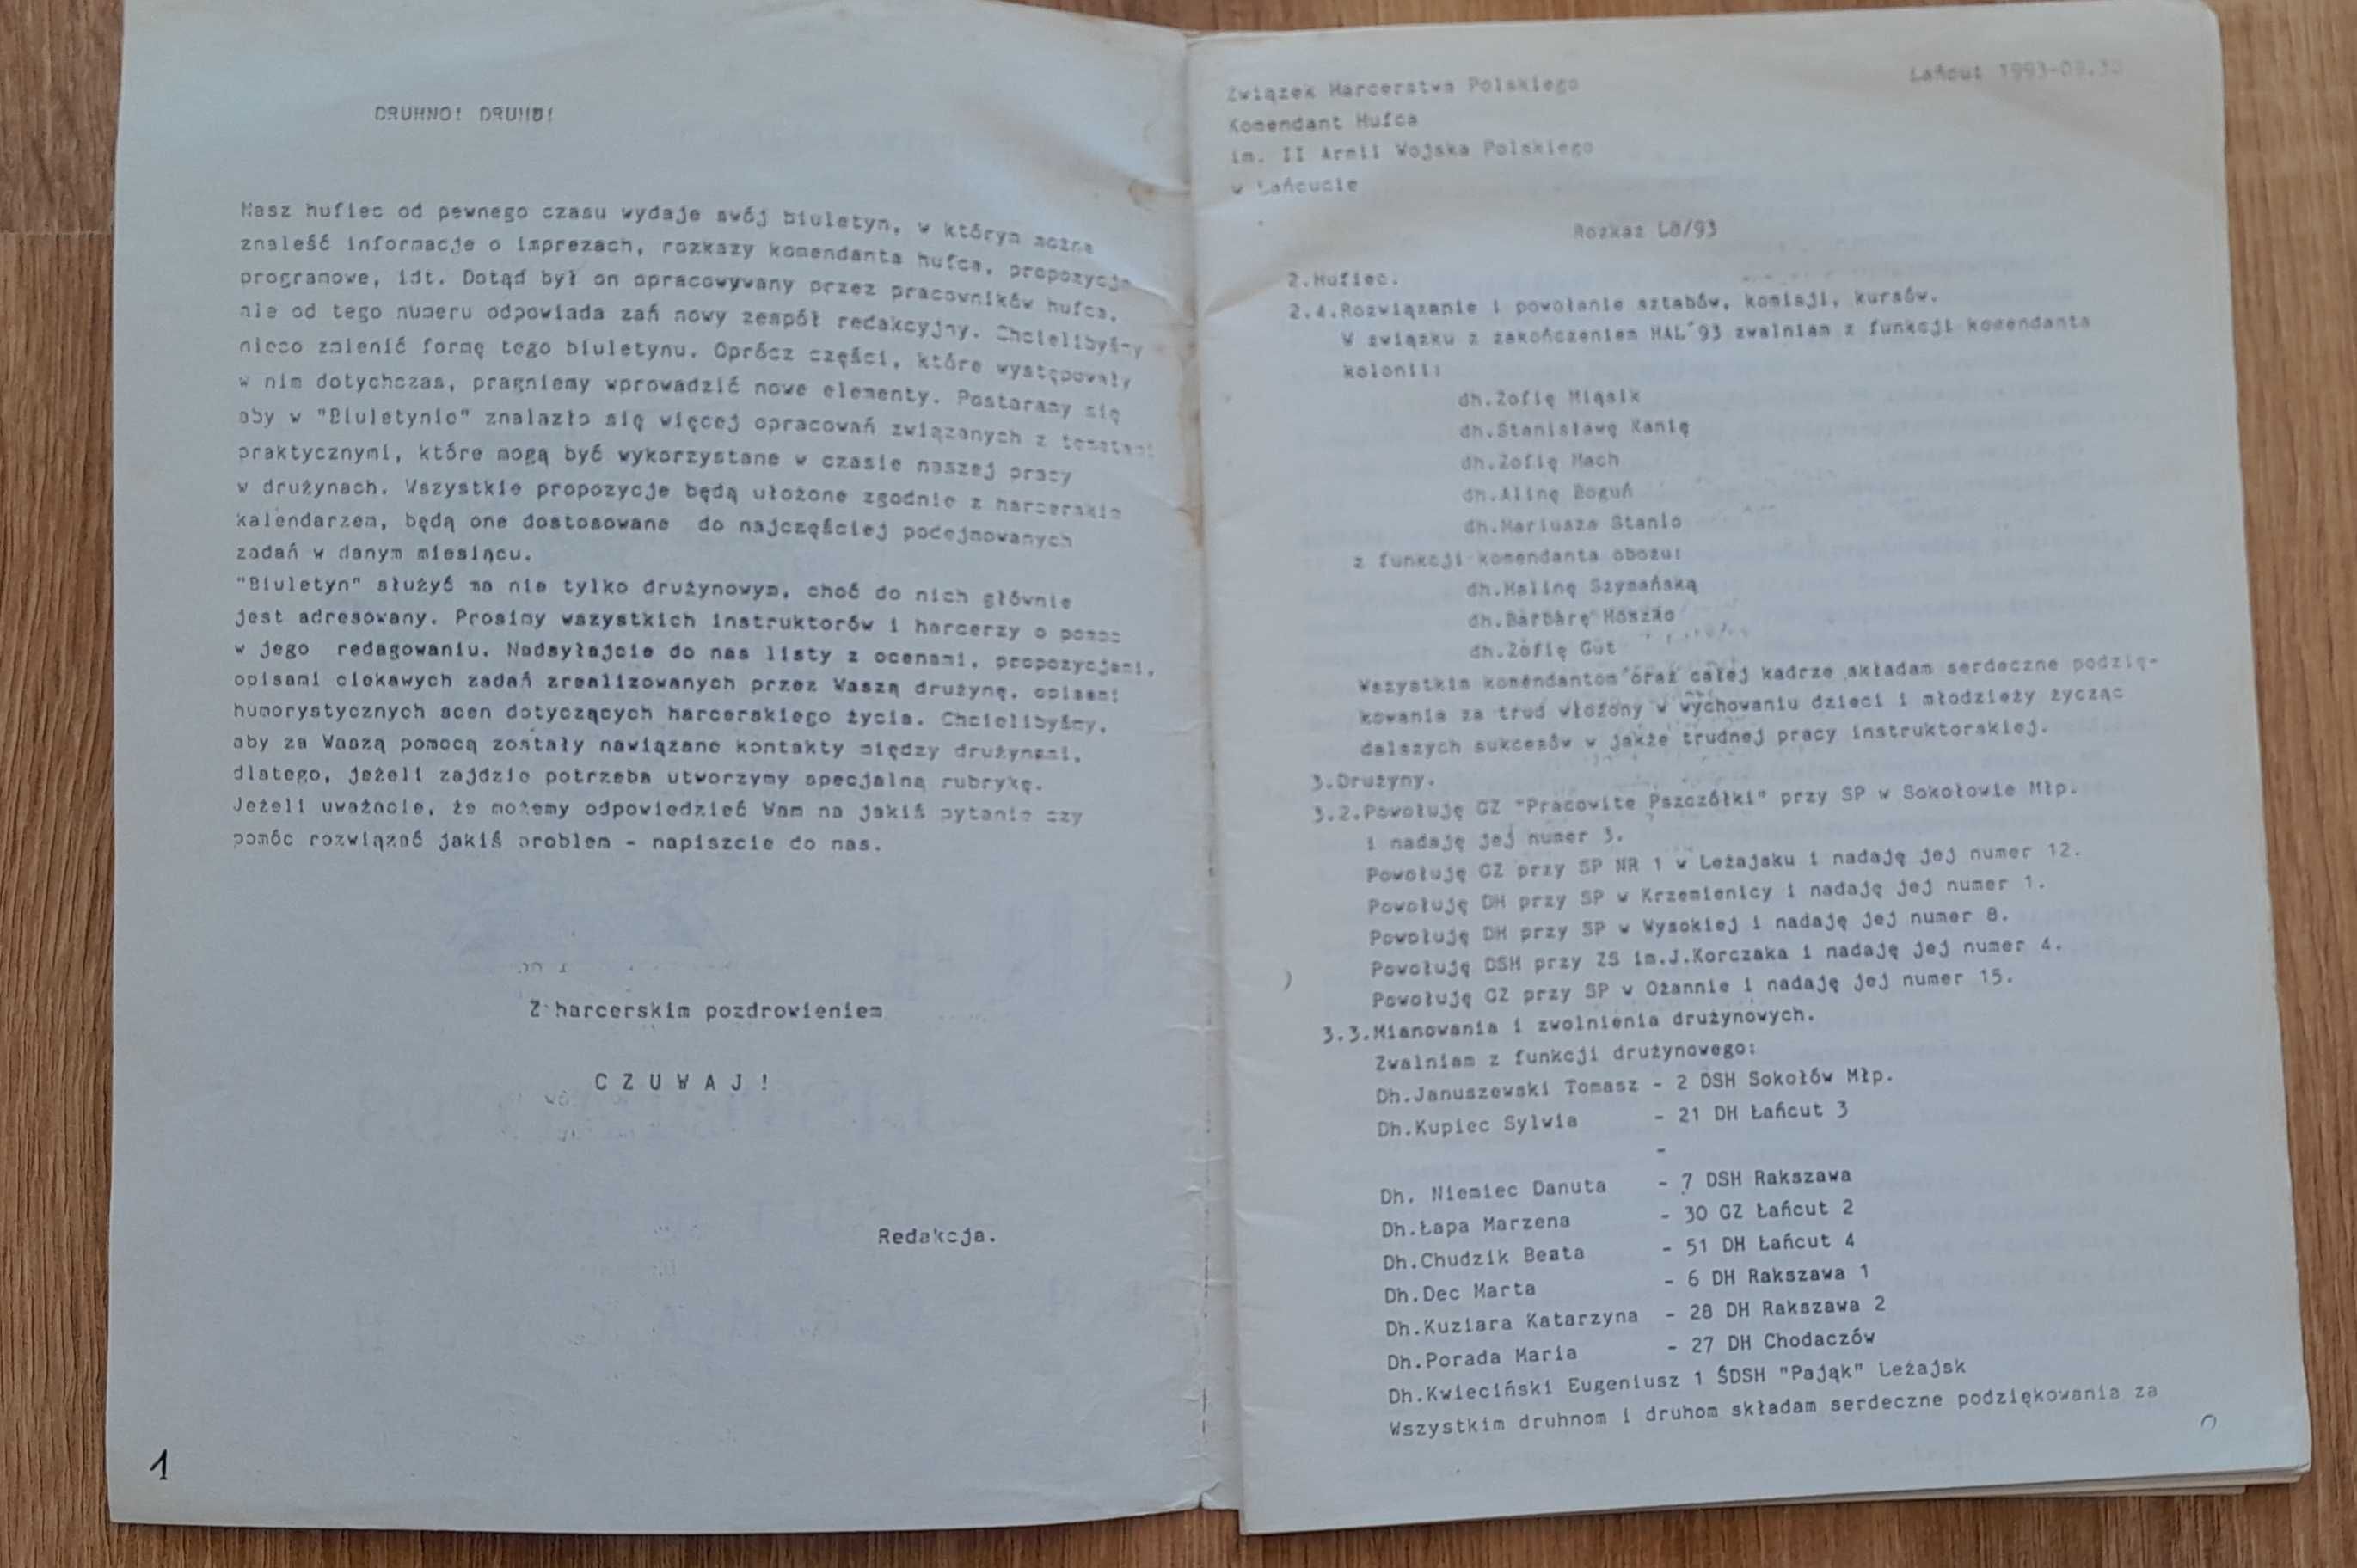 DRUHNO! DRUHU!
Nasz hufiec od pewnego czasu wydaje swój biuletyn, w którym można
znaleść informacje o imprezach, rozkazy komendanta hufca, propozycje
programowe, idt. Dotąd był on opracowywany przez pracowników hufca,
ale od tego numeru odpowiada zań nowy zespół redakcyjny. Chcielibyśmy
nieco zmienić formę tego biuletynu. Oprócz części, które występowały
w nim dotychczas, pragniemy wprowadzić nowe elementy. Postaramy się
aby w "Biuletynie" znalazło się więcej opracowań związanych z tematami
praktycznymi, które mogą być wykorzystane w czasie naszej pracy
w drużynach. Wszystkie propozycje będą ułożone zgodnie z harcerskim
kalendarzem, będą one dostosowane do najczęściej podejmowanych
zadań w danym miesiącu.
"Biuletyn" służyć ma nie tylko drużynowym, choć do nich głównie
jest adresowany. Prosimy wszystkich instruktorów i harcerzy o pomoc
w jego redagowaniu. Nadsyłajcie do nas listy z ocenami, propozycjami,
opisami ciekawych zadań zrealizowanych przez Waszą drużynę, opisami
humorystycznych scen dotyczących harcerskiego życia. Chcielibyśmy,
aby za Waszą pomocą zostały nawiązane kontakty między drużynami,
dlatego, jeżeli zajdzie potrzeba utworzymy specjalną rubrykę.
Jeżeli uważacie, że możemy odpowiedzieć Wam na jakiś pytanie czy
pomóc rozwiązać jakiś problem - napiszcie do nas.
Z harcerskim pozdrowieniem
C Z U W A J !
Redakcja.
1
Związek Harcerstwa Polskiego
Łańcut 1993-09.30
Komendant Hufca
im. II Armii Wojska Polskiego
w Łańcucie
Rozkaz L8/93
2.Hufiec.
2.4.Rozwiązanie i powołanie sztabów, komisji, kursów.
W związku z zakończeniem HAL´93 zwalniam z funkcji komendanta
kolonii:
dh.Zofię Miąsik
dh.Stanisławę Kanię
dh.Zofię Mach
dh.Alinę Boguń
dh.Mariusza Stanio
z funkcji komendanta obozu:
dh.Halinę Szymańską
dh.Barbarę Hoszko
dh.Zofię Gut
Wszystkim komendantom oraz całej kadrze składam serdeczne podzię-
kowania za trud włożony w wychowaniu dzieci i młodzieży życząc
dalszych sukcesów w jakże trudnej pracy instruktorskiej.
3.Drużyny.
3.2.Powołuję GZ "Pracowite Pszczółki" przy SP w Sokołowie Młp.
i nadaję jej numer 3.
Powołuję GZ przy SP NR 1 w Leżajsku i nadaję jej numer 12.
Powołuję DH przy SP w Krzemienicy i nadaję jej numer 1.
Powołuję DH przy SP w Wysokiej i nadaję jej numer 8.
Powołuję DSH przy ZS im.J.Korczaka i nadaję jej numer 4.
Powołuję GZ przy SP w Ożannie i nadaję jej numer 15.
3.3.Mianowania i zwolnienia drużynowych.
Zwalniam z funkcji drużynowego:
Dh.Januszewski Tomasz - 2 DSH Sokołów Młp.
Dh.Kupiec Sylwia - 21 DH Łańcut 3
-
Dh. Niemiec Danuta - 7 DSH Rakszawa
Dh.Łapa Marzena - 30 GZ Łańcut 2
Dh.Chudzik Beata - 51 DH Łańcut 4
Dh.Dec Marta - 6 DH Rakszawa 1
Dh.Kuziara Katarzyna - 28 DH Rakszawa 2
Dh.Porada Maria - 27 DH Chodaczów
Dh.Kwieciński Eugeniusz 1 ŚDSH "Pająk" Leżajsk
Wszystkim druhnom i druhom składam serdeczne podziękowania za